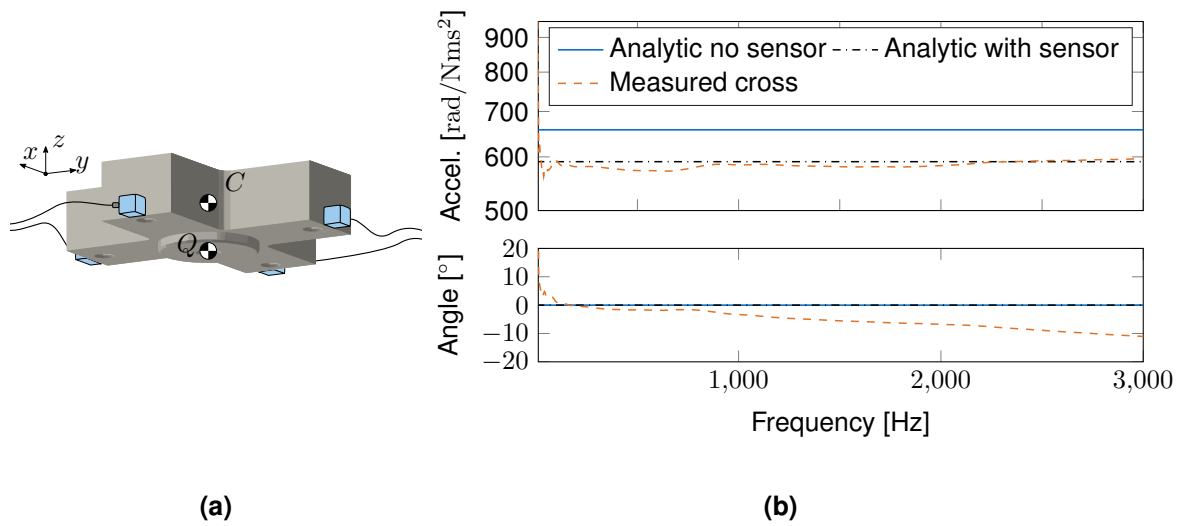 x
z
y
C
Q
(a)
Analytic no sensor
Analytic with sensor
Measured cross
Accel. [rad/Nms²]
900
800
700
600
500
Angle [°]
20
10
0
−10
−20
1,000
2,000
3,000
Frequency [Hz]
(b)